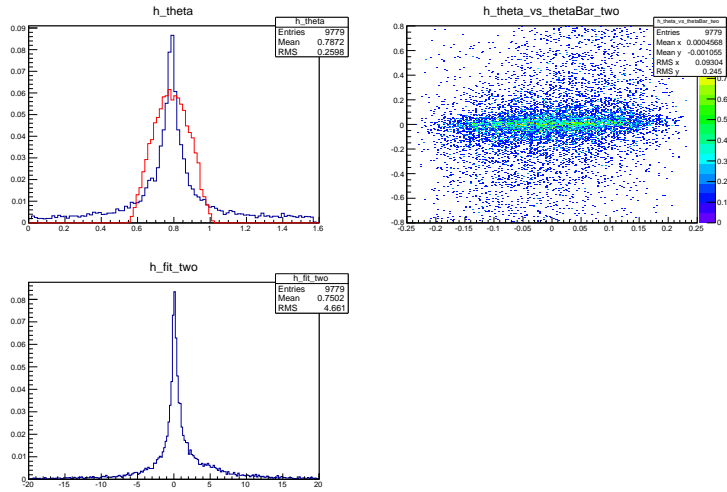 h_theta
h_theta
Entries 9779
Mean 0.7872
RMS 0.2598
0.09
0.08
0.07
0.06
0.05
0.04
0.03
0.02
0.01
0
0 0.2 0.4 0.6 0.8 1 1.2 1.4 1.6
h_theta_vs_thetaBar_two
h_theta_vs_thetaBar_two
Entries 9779
Mean x 0.0004568
Mean y -0.001055
RMS x 0.09304
RMS y 0.245
0.8
0.6
0.4
0.2
0
-0.2
-0.4
-0.6
-0.8
-0.25 -0.2 -0.15 -0.1 -0.05 0 0.05 0.1 0.15 0.2 0.25
0.6
0.5
0.4
0.3
0.2
0.1
0
h_fit_two
h_fit_two
Entries 9779
Mean 0.7502
RMS 4.661
0.08
0.07
0.06
0.05
0.04
0.03
0.02
0.01
0
-20 -15 -10 -5 0 5 10 15 20